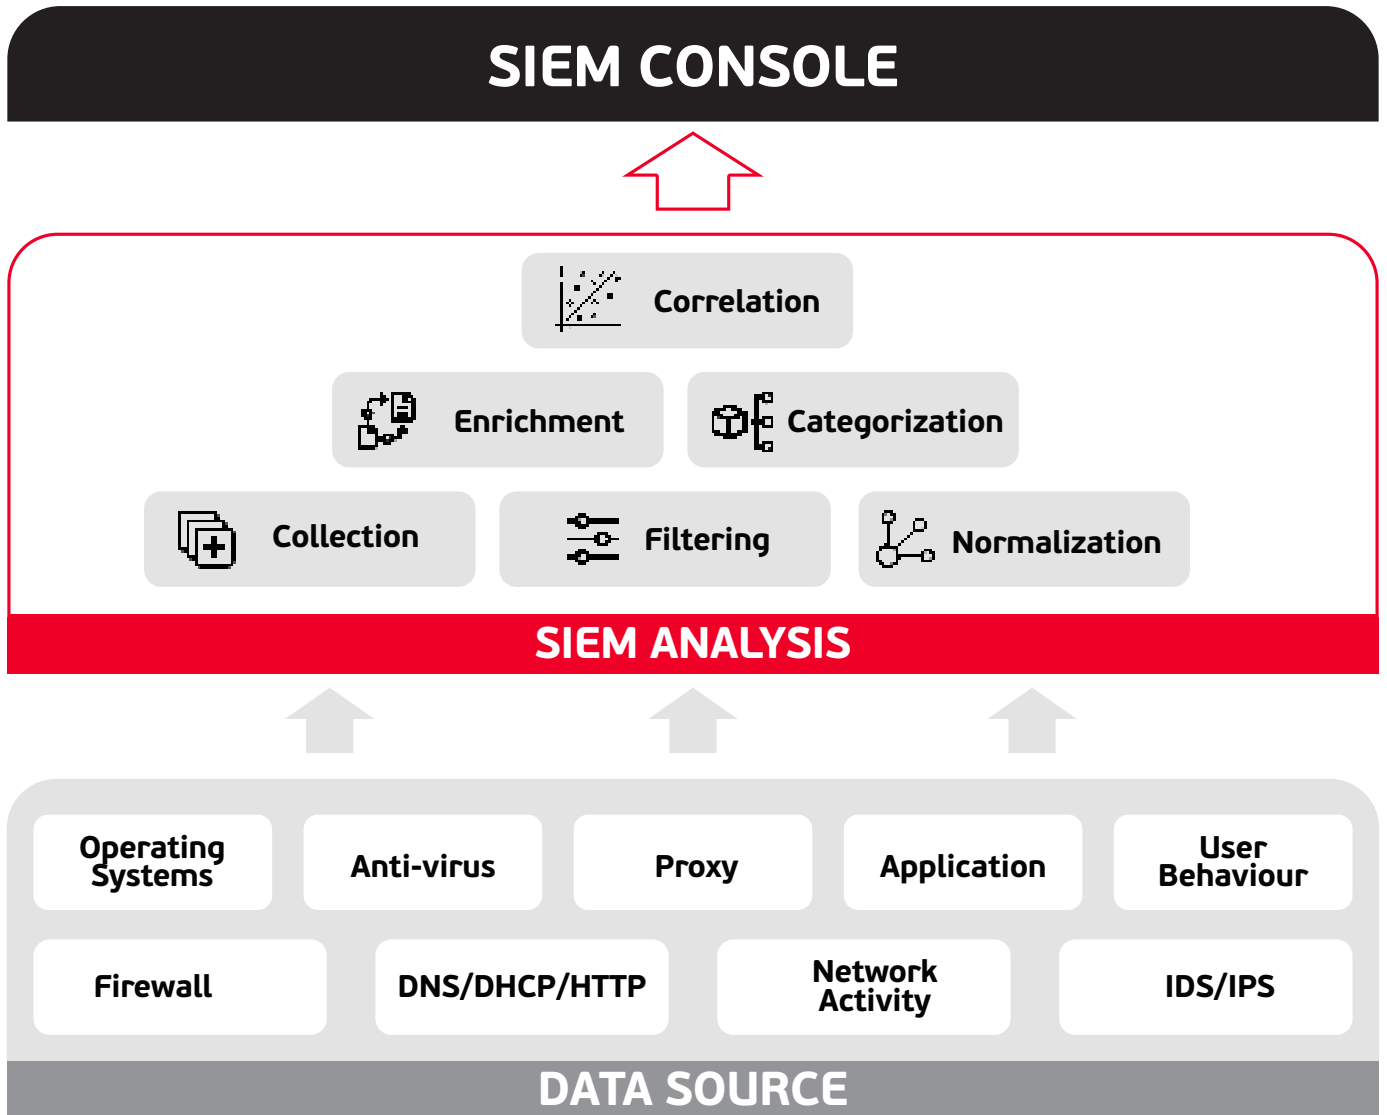 SIEM CONSOLE
Correlation
Enrichment
Categorization
Collection
Filtering
Normalization
SIEM ANALYSIS
Operating
Systems
Anti-virus
Proxy
Application
User
Behaviour
Firewall
DNS/DHCP/HTTP
Network
Activity
IDS/IPS
DATA SOURCE